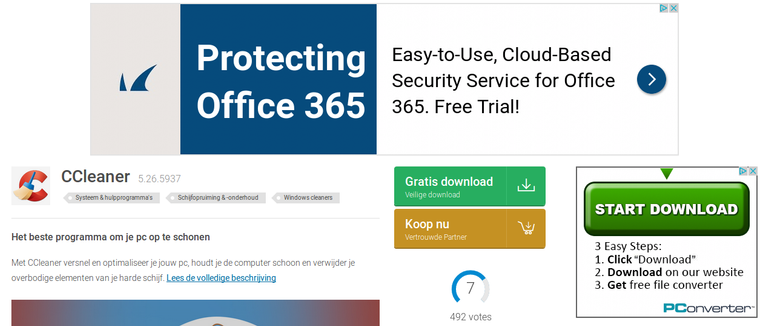 Protecting
Office 365
Easy-to-Use, Cloud-Based
Security Service for Office
365. Free Trial!
CCleaner 5.26.5937
Systeem & hulpprogramma's
Schijfopruiming & -onderhoud
Windows cleaners
Het beste programma om je pc op te schonen
Met CCleaner versnel en optimaliseer je jouw pc, houdt je de computer schoon en verwijder je
overbodige elementen van je harde schijf. Lees de volledige beschrijving
Gratis download
Veilige download
Koop nu
Vertrouwde Partner
7
492 votes
START DOWNLOAD
3 Easy Steps:
1. Click "Download"
2. Download on our website
3. Get free file converter
PConverter™